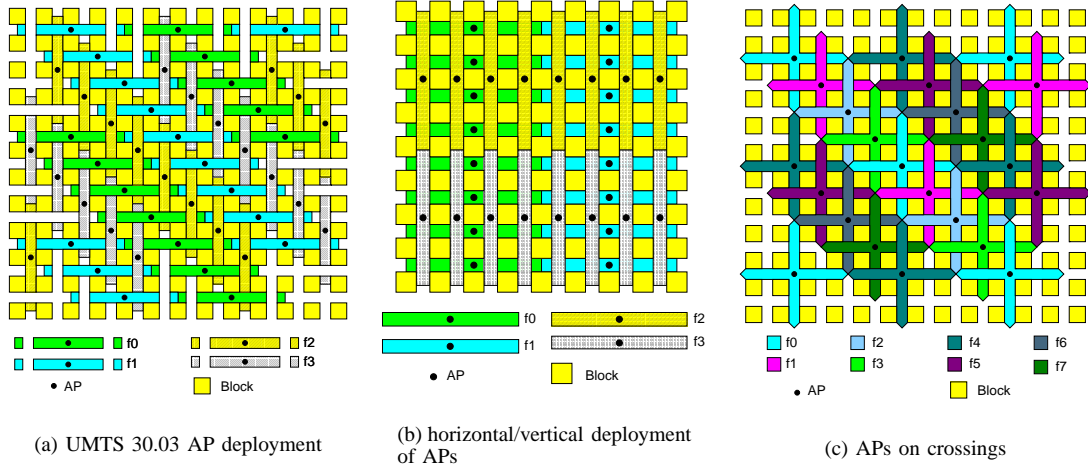 f0
f2
f1
f3
AP
Block
f0
f2
f1
f3
AP
Block
f0
f2
f4
f6
f1
f3
f5
f7
AP
Block
(a) UMTS 30.03 AP deployment
(b) horizontal/vertical deployment
of APs
(c) APs on crossings